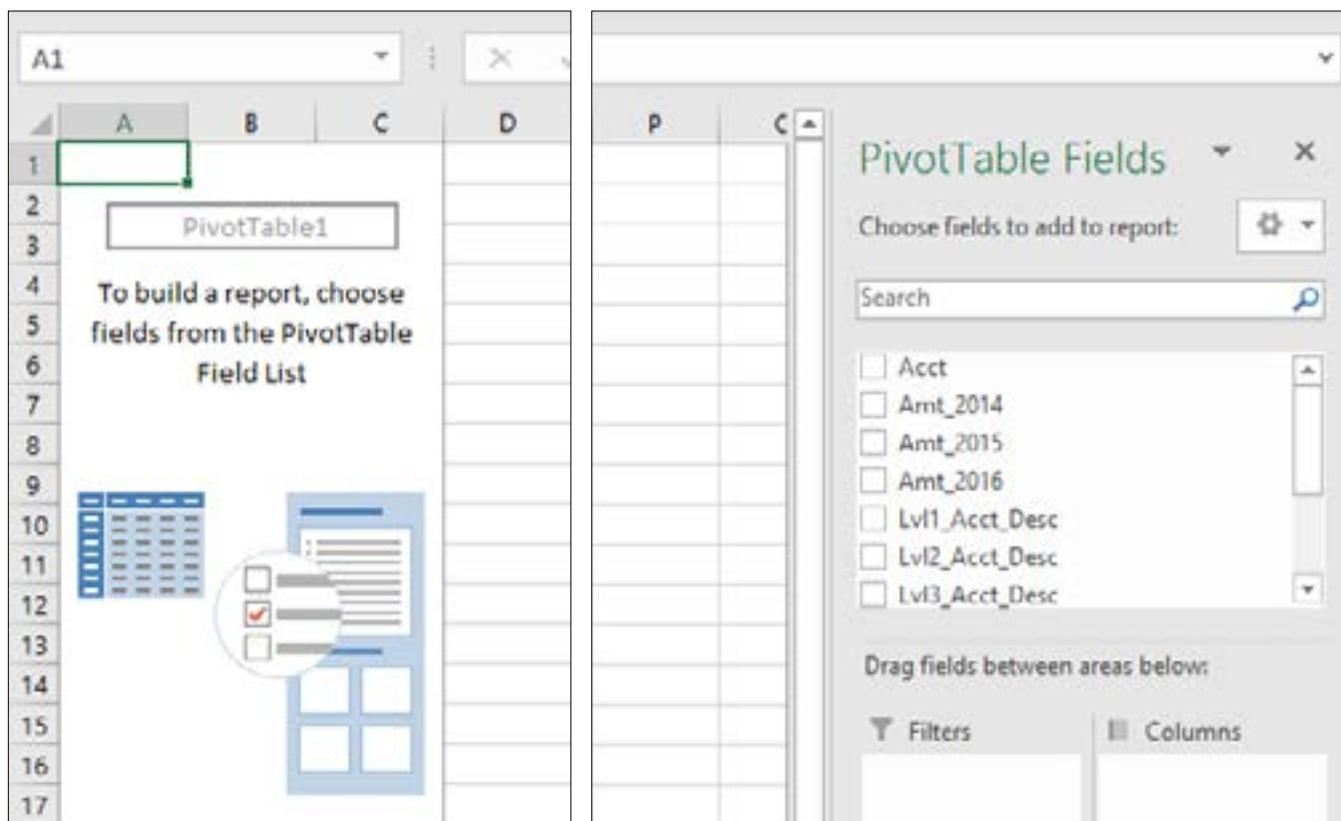 A1
A B C D
1
2
PivotTable1
3
4
To build a report, choose
5
fields from the PivotTable
6
Field List
7
8
9
10
11
12
13
14
15
16
17
P
PivotTable Fields
Choose fields to add to report:
Search
Acct
Amt_2014
Amt_2015
Amt_2016
Lvl1_Acct_Desc
Lvl2_Acct_Desc
Lvl3_Acct_Desc
Drag fields between areas below:
Filters Columns